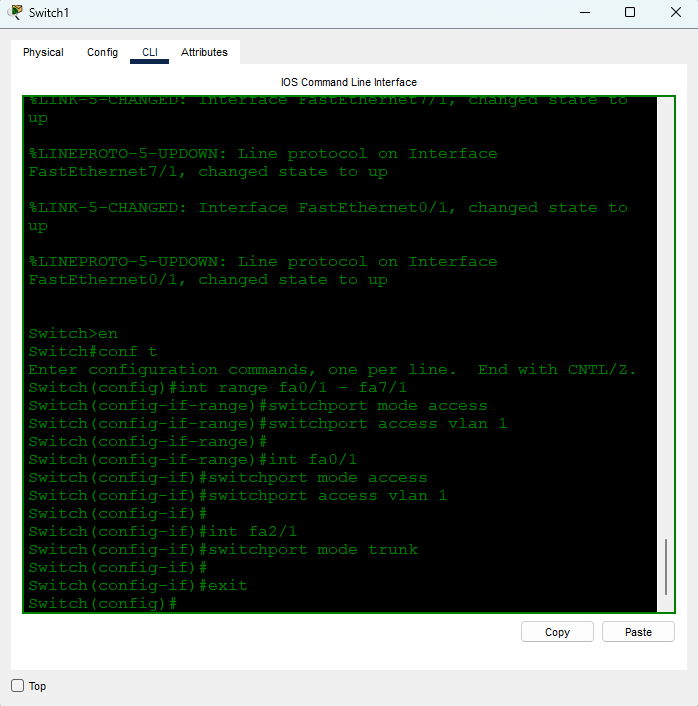 Switch1
Physical Config CLI Attributes
IOS Command Line Interface
%LINK-5-CHANGED: Interface FastEthernet7/1, changed state to
up
%LINEPROTO-5-UPDOWN: Line protocol on Interface
FastEthernet7/1, changed state to up
%LINK-5-CHANGED: Interface FastEthernet0/1, changed state to
up
%LINEPROTO-5-UPDOWN: Line protocol on Interface
FastEthernet0/1, changed state to up
Switch>en
Switch#conf t
Enter configuration commands, one per line.  End with CNTL/Z.
Switch(config)#int range fa0/1 - fa7/1
Switch(config-if-range)#switchport mode access
Switch(config-if-range)#switchport access vlan 1
Switch(config-if-range)#
Switch(config-if-range)#int fa0/1
Switch(config-if)#switchport mode access
Switch(config-if)#switchport access vlan 1
Switch(config-if)#
Switch(config-if)#int fa2/1
Switch(config-if)#switchport mode trunk
Switch(config-if)#
Switch(config-if)#exit
Switch(config)#
Copy Paste
Top